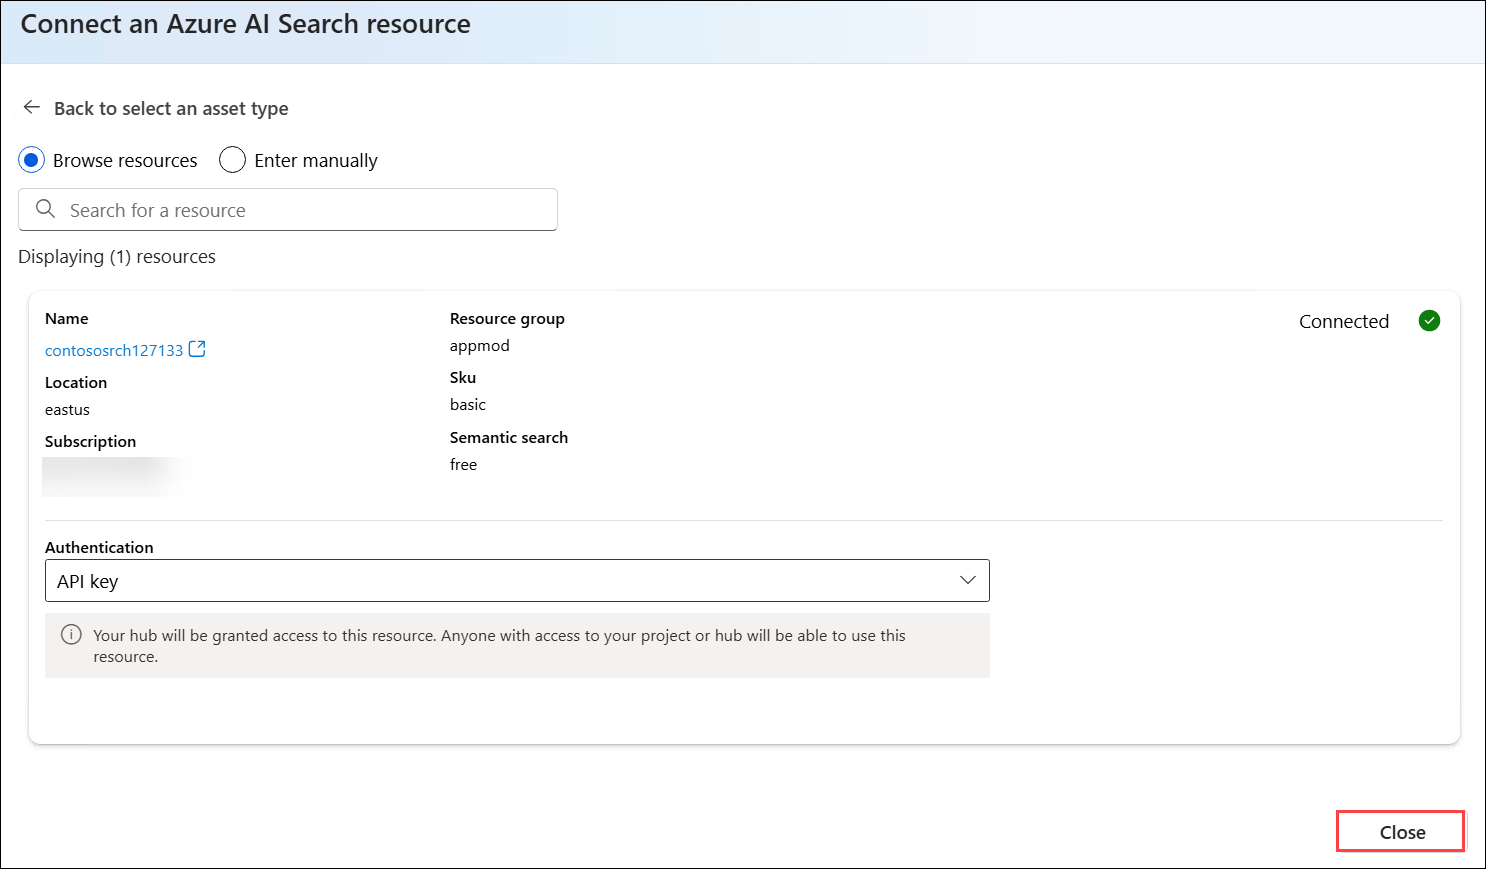 Connect an Azure AI Search resource
Back to select an asset type
Browse resources
Enter manually
Search for a resource
Displaying (1) resources
Name
contososrch127133
Location
eastus
Subscription
Resource group
appmod
Sku
basic
Semantic search
free
Connected
Authentication
API key
Your hub will be granted access to this resource. Anyone with access to your project or hub will be able to use this
resource.
Close